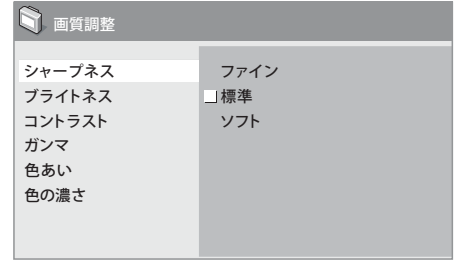 画質調整
シャープネス
ブライトネス
コントラスト
ガンマ
色あい
色の濃さ
ファイン
標準
ソフト